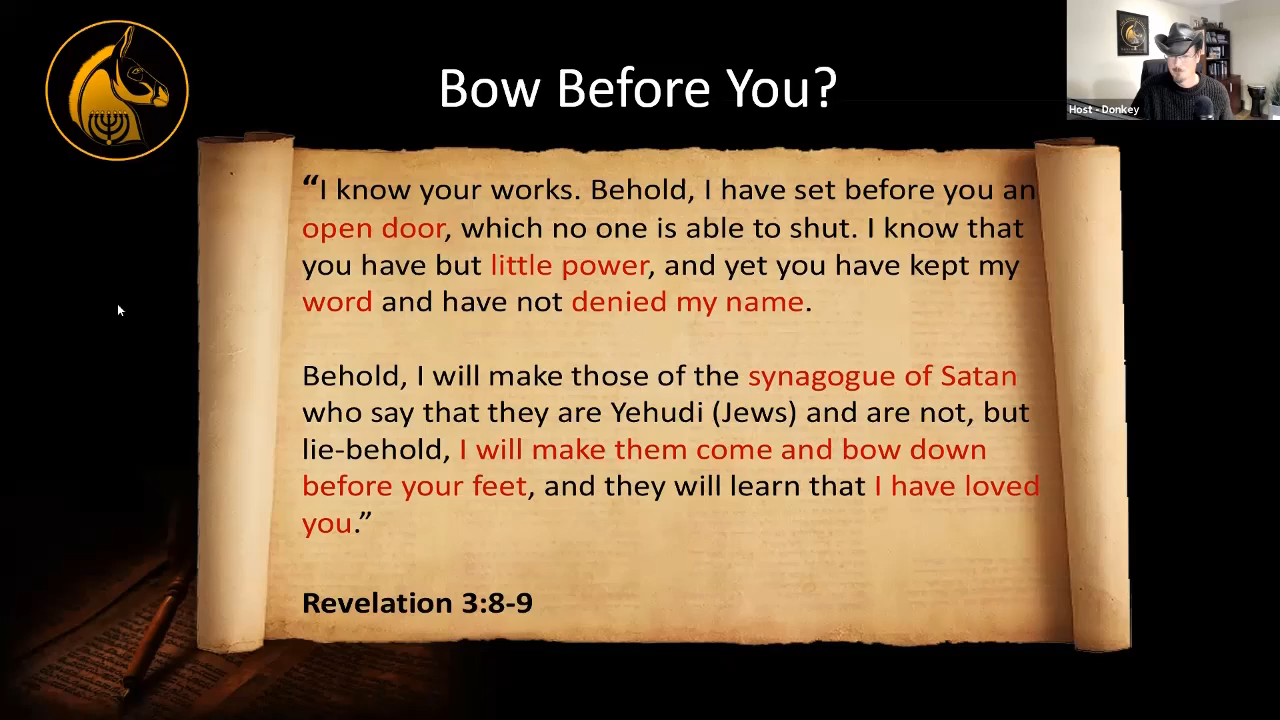 Bow Before You?
Host - Donkey
“I know your works. Behold, I have set before you an
open door, which no one is able to shut. I know that
you have but little power, and yet you have kept my
word and have not denied my name.
Behold, I will make those of the synagogue of Satan
who say that they are Yehudi (Jews) and are not, but
lie-behold, I will make them come and bow down
before your feet, and they will learn that I have loved
you.”
Revelation 3:8-9